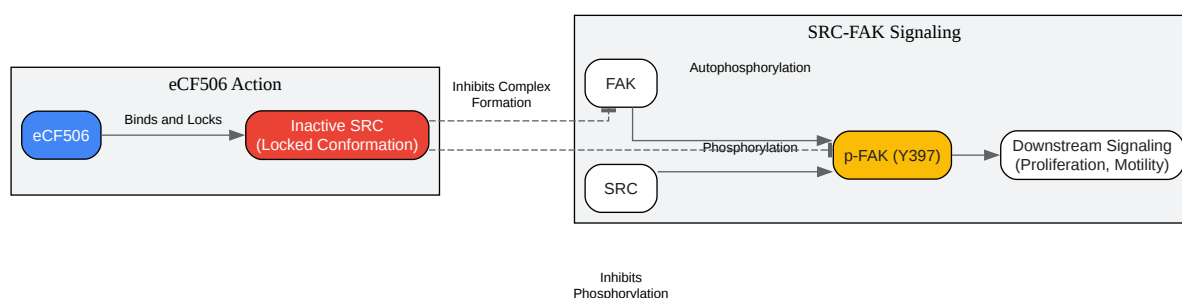 SRC-FAK Signaling
eCF506 Action
Autophosphorylation
FAK
Inhibits Complex
Formation
Binds and Locks
eCF506
Inactive SRC
(Locked Conformation)
Phosphorylation
p-FAK (Y397)
Downstream Signaling
(Proliferation, Motility)
SRC
Inhibits
Phosphorylation